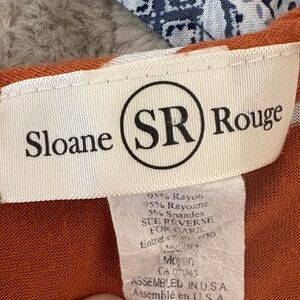 Sloane SR Rouge
95% Rayon
95% Rayonne
5% Spandex
SEE REVERSE
FOR CARE
Moyen
ASSEMBLED IN U.S.A
Assemblé en U.S.A